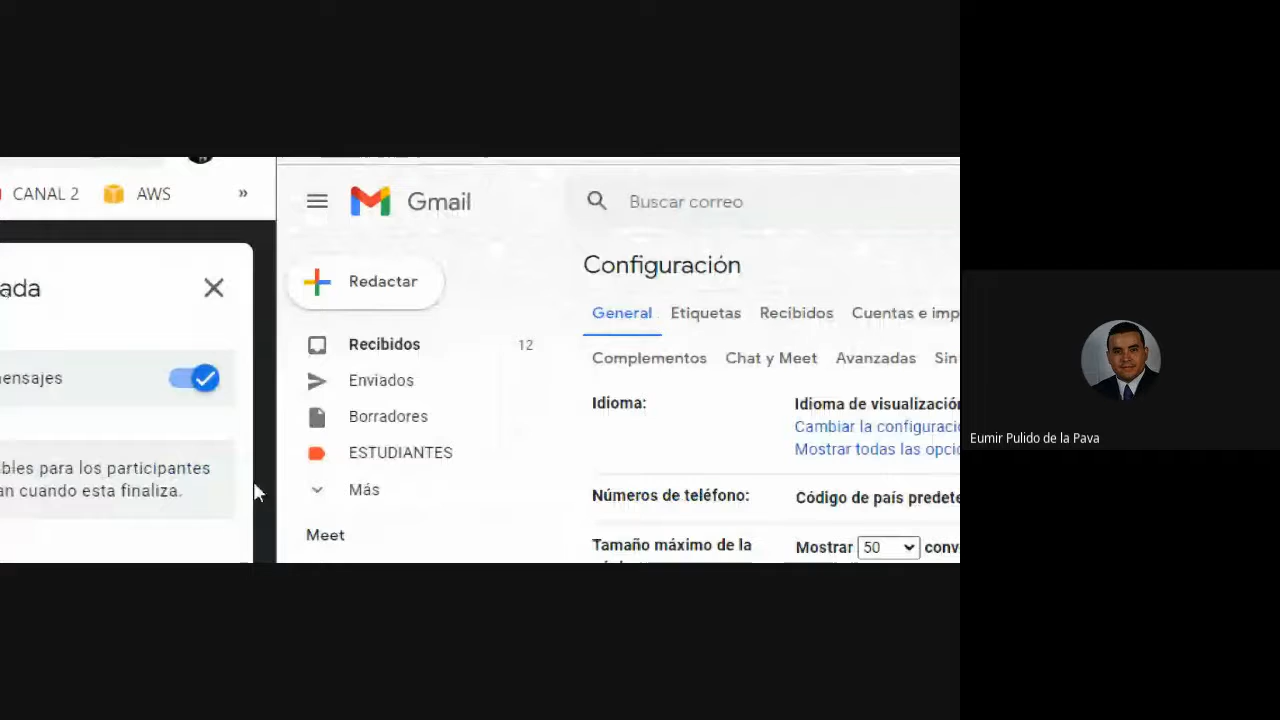 CANAL 2 AWS »
ada
ensajes
bles para los participantes
an cuando esta finaliza.
Gmail
Buscar correo
Redactar
Recibidos 12
Enviados
Borradores
ESTUDIANTES
Más
Meet
Configuración
General Etiquetas Recibidos Cuentas e imp
Complementos Chat y Meet Avanzadas Sin
Idioma: Idioma de visualización
Cambiar la configuraci
Mostrar todas las opci
Números de teléfono: Código de país predete
Tamaño máximo de la Mostrar 50 conv
Eumir Pulido de la Pava